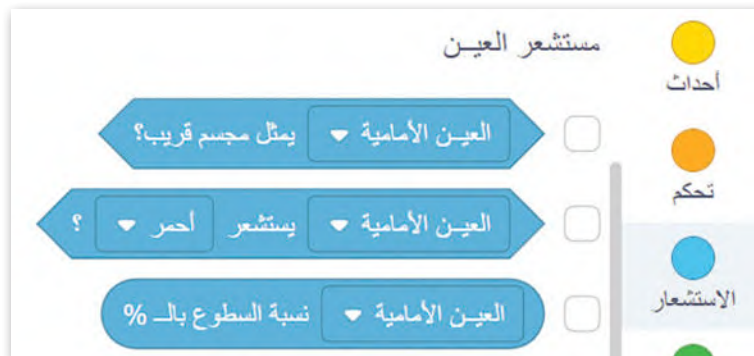 مستشعر العيـن
العيـن الأمامية يمثل مجسم قريب؟
العيـن الأمامية يستشعر أحمر ؟
العيـن الأمامية نسبة السطوع بالـ %
أحداث
تحكم
الاستشعار